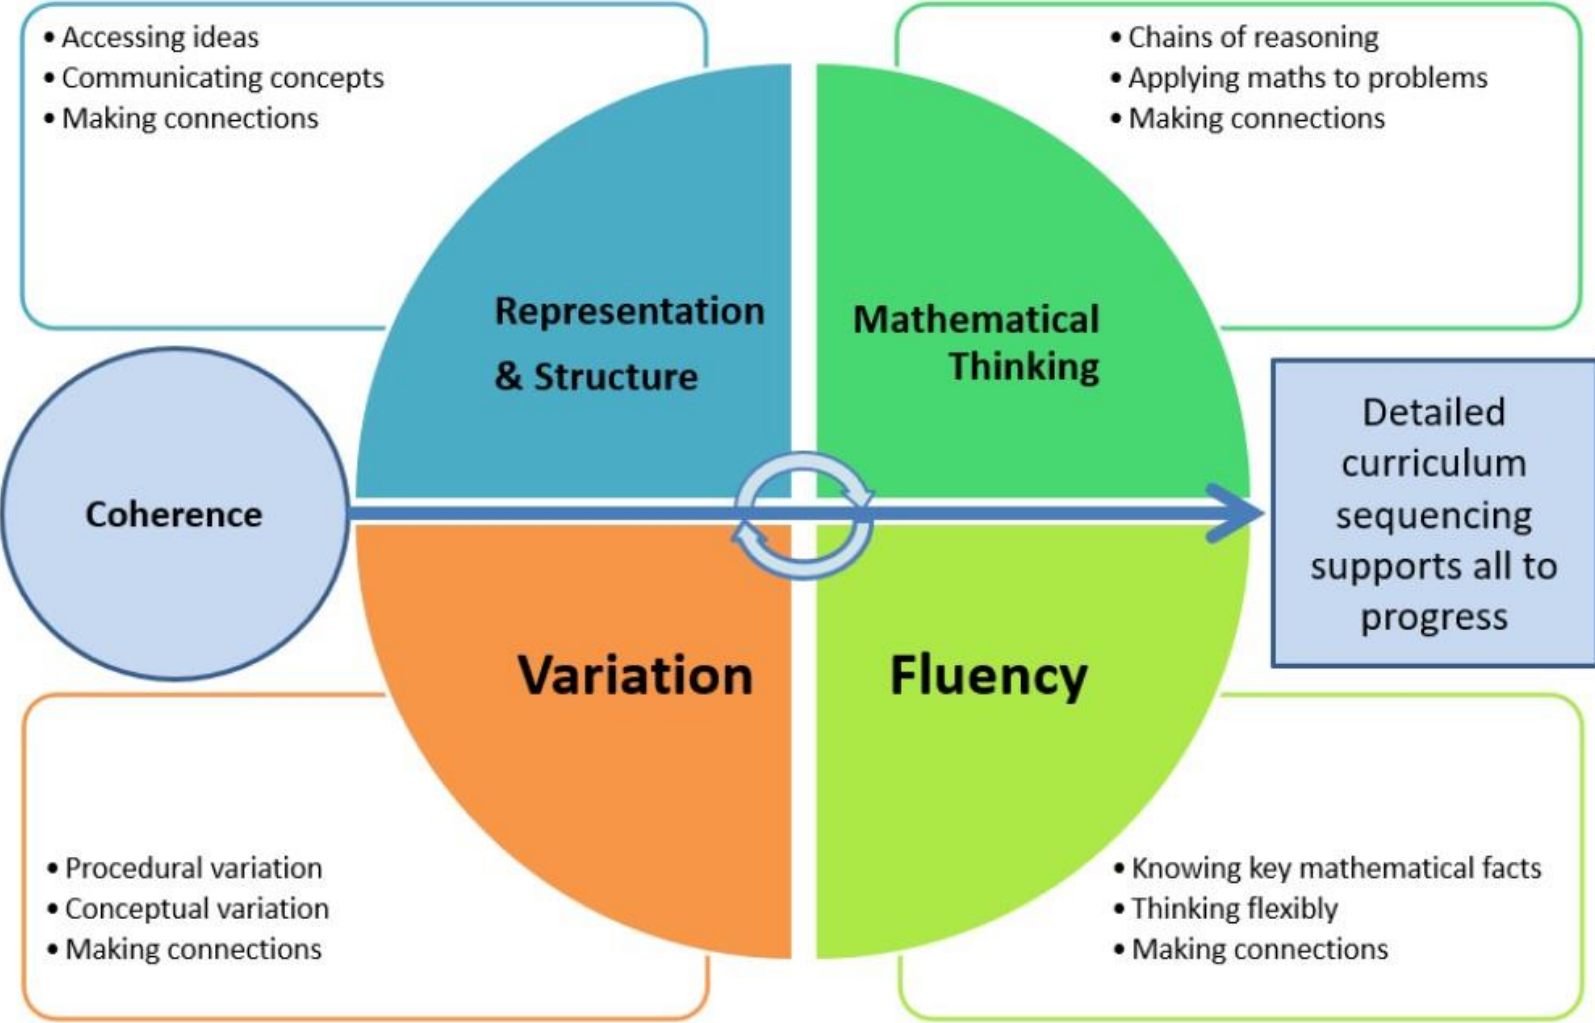 • Accessing ideas
• Communicating concepts
• Making connections
• Chains of reasoning
• Applying maths to problems
• Making connections
Representation
& Structure
Mathematical
Thinking
Coherence
Detailed
curriculum
sequencing
supports all to
progress
Variation
Fluency
• Procedural variation
• Conceptual variation
• Making connections
• Knowing key mathematical facts
• Thinking flexibly
• Making connections